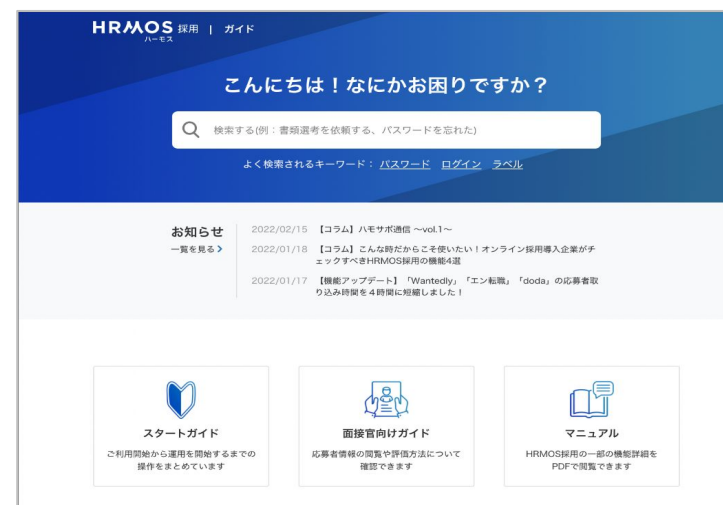 HRMOS 採用 | ガイド
ハーモス
こんにちは！なにかお困りですか？
検索する(例：書類選考を依頼する、パスワードを忘れた)
よく検索されるキーワード： パスワード ログイン ラベル
お知らせ
一覧を見る
2022/02/15 【コラム】ハモサポ通信 〜vol.1〜
2022/01/18 【コラム】こんな時だからこそ使いたい！オンライン採用導入企業がチ
ェックすべきHRMOS採用の機能4選
2022/01/17 【機能アップデート】「Wantedly」「エン転職」「doda」の応募者取
り込み時間を４時間に短縮しました！
スタートガイド
ご利用開始から運用を開始するまでの
操作をまとめています
面接官向けガイド
応募者情報の閲覧や評価方法について
確認できます
マニュアル
HRMOS採用の一部の機能詳細を
PDFで閲覧できます